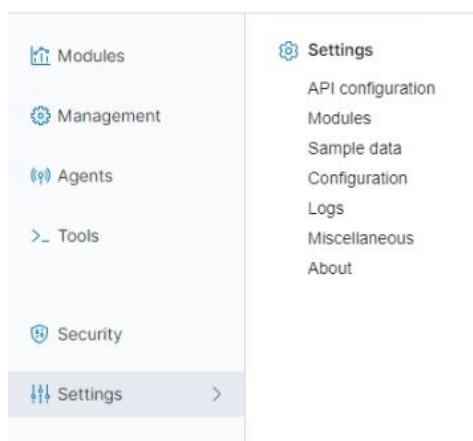 Modules
Management
Agents
>_ Tools
Security
Settings
Settings
API configuration
Modules
Sample data
Configuration
Logs
Miscellaneous
About